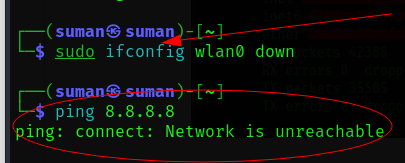 ┌──(suman㉿suman)-[~]
└─$ sudo ifconfig wlan0 down
┌──(suman㉿suman)-[~]
└─$ ping 8.8.8.8
ping: connect: Network is unreachable